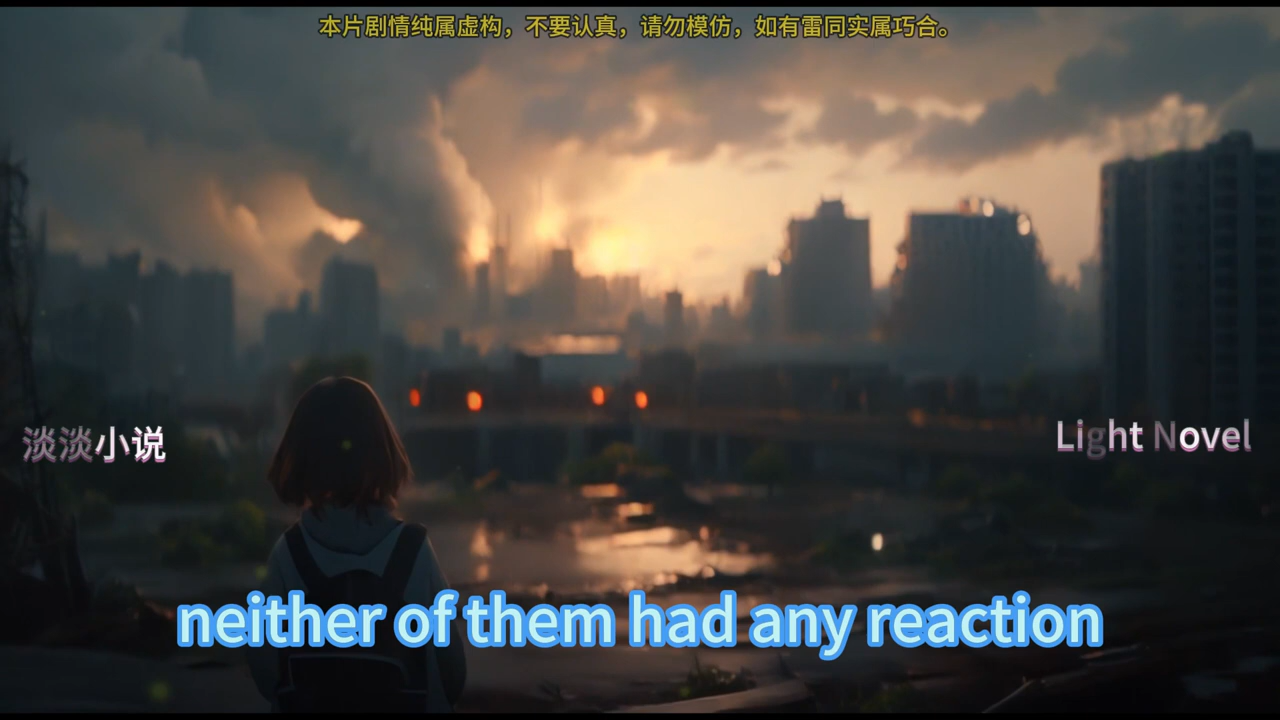 本片剧情纯属虚构，不要认真，请勿模仿，如有雷同实属巧合。
淡淡小说
Light Novel
neither of them had any reaction